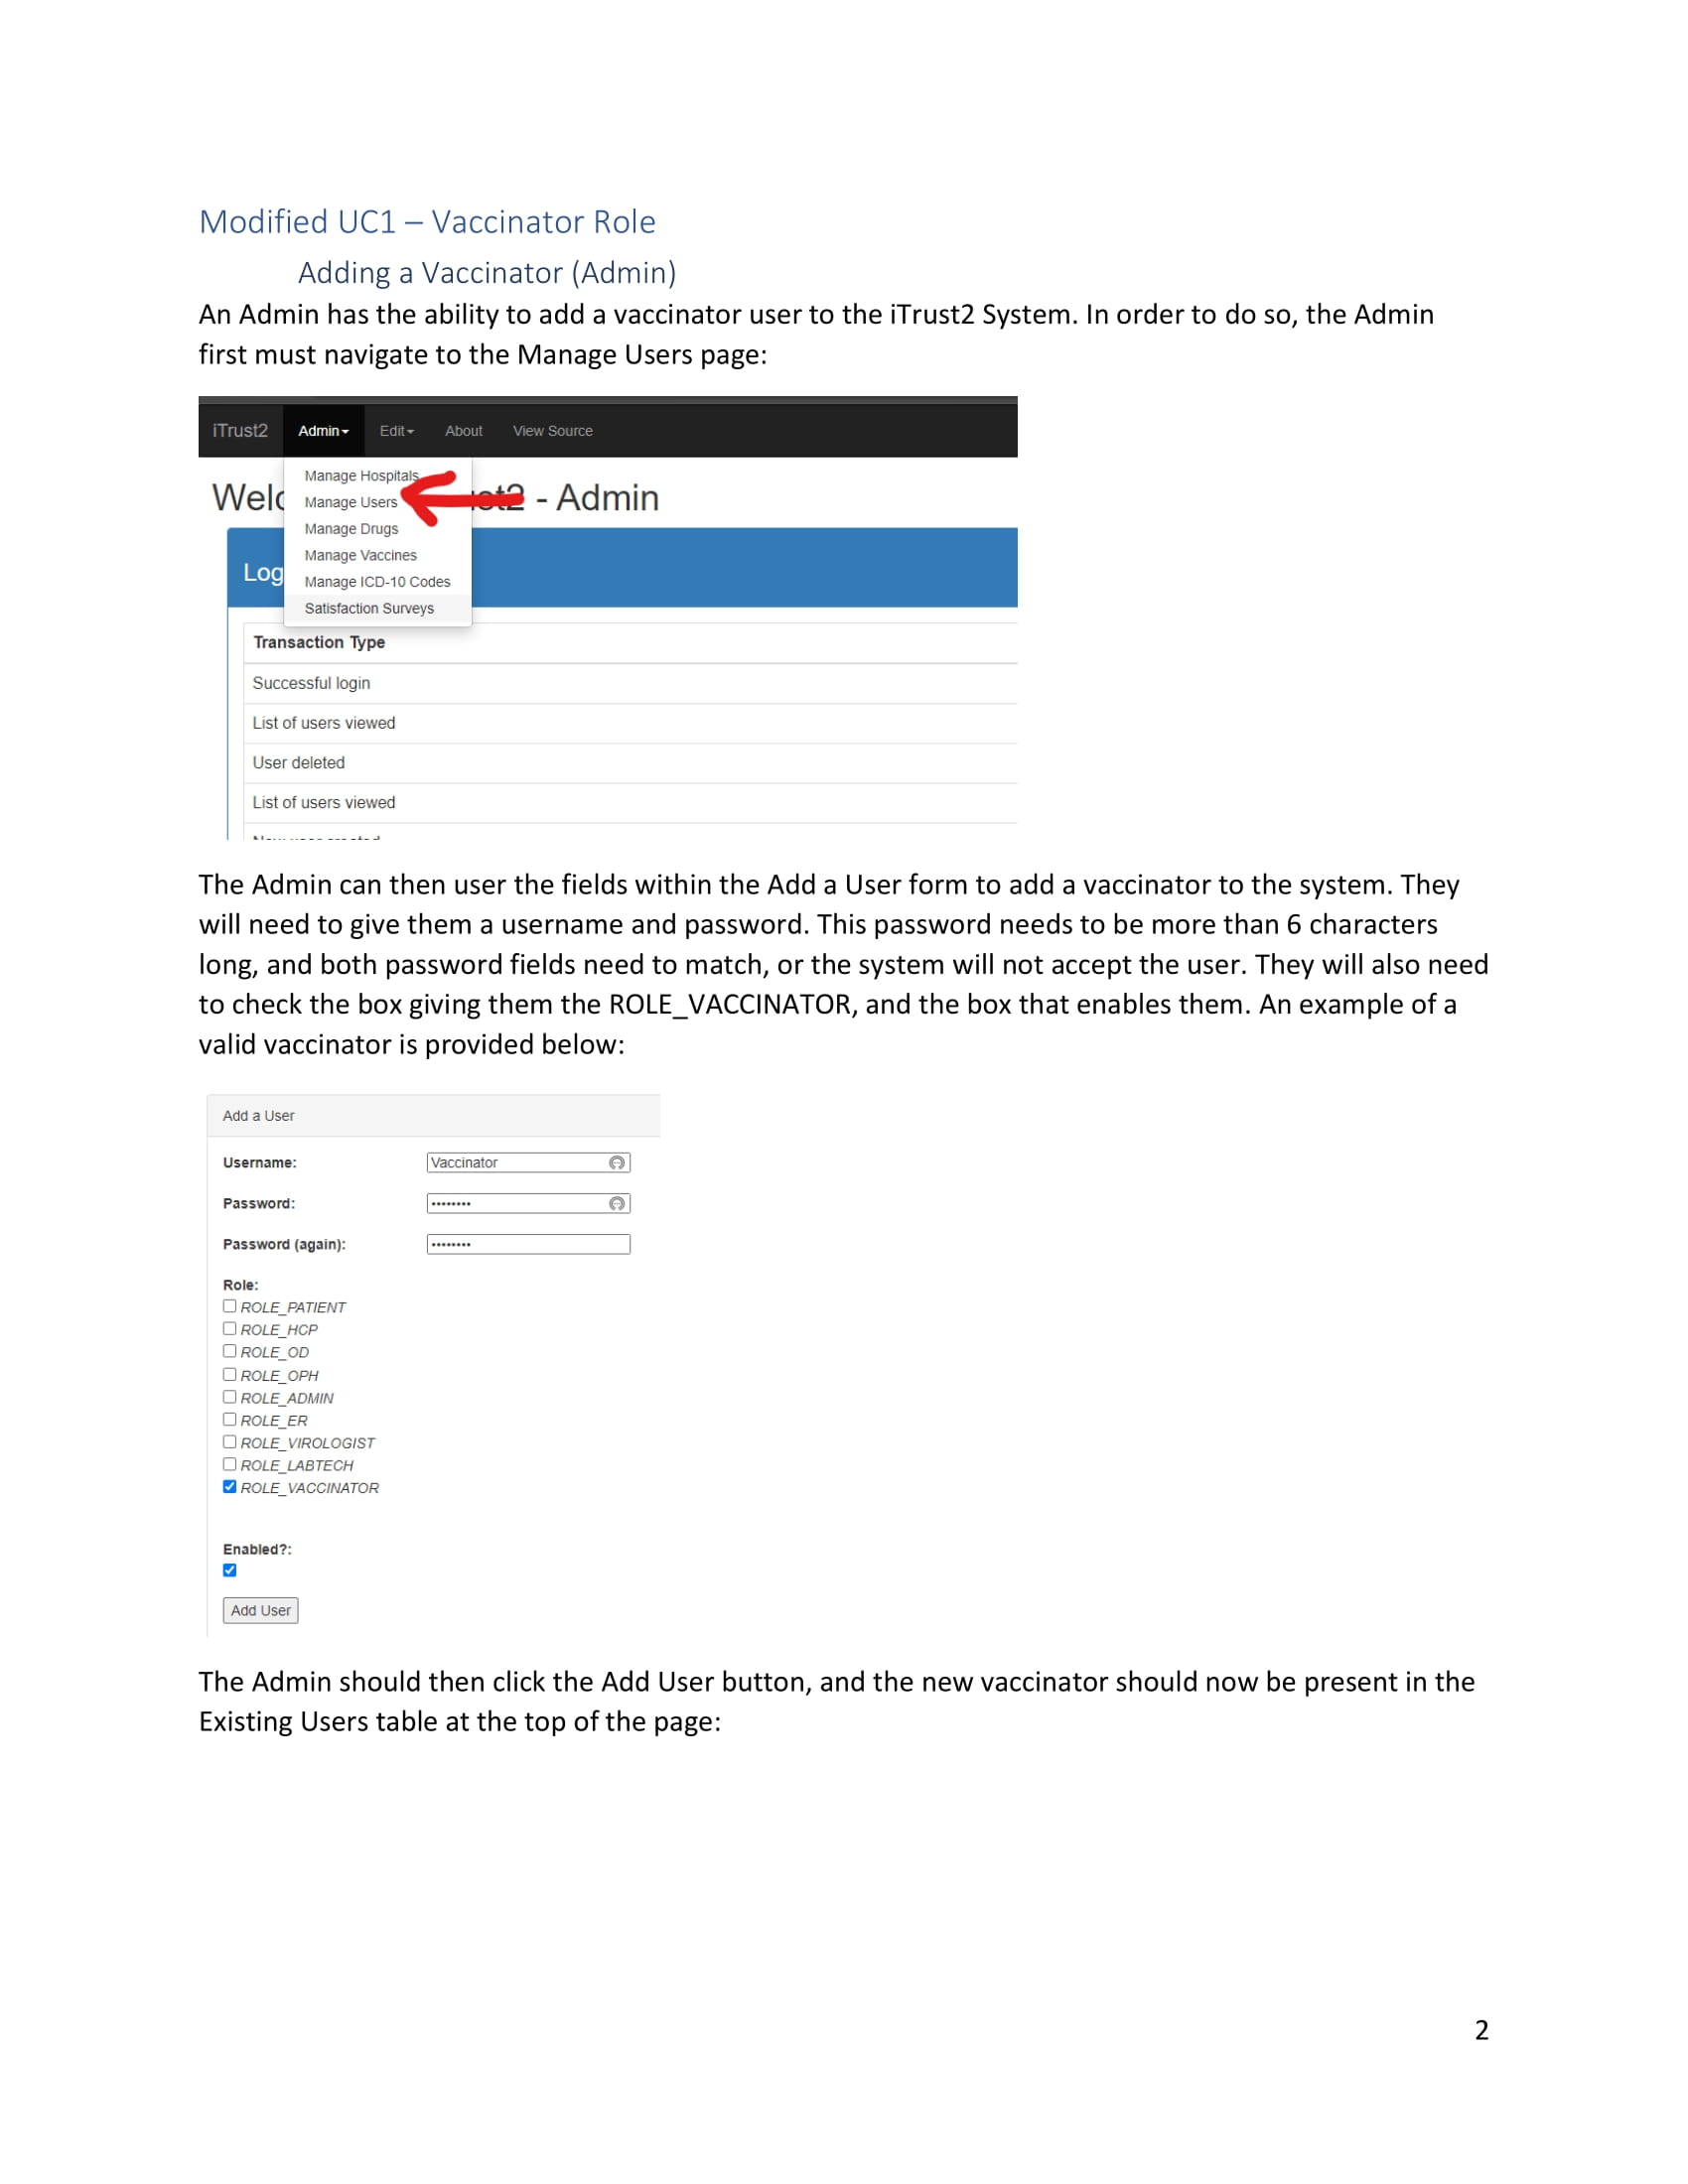 Modified UC1 – Vaccinator Role
Adding a Vaccinator (Admin)
An Admin has the ability to add a vaccinator user to the iTrust2 System. In order to do so, the Admin
first must navigate to the Manage Users page:
iTrust2 Admin Edit About View Source
Manage Hospitals
Manage Users
Manage Drugs
Manage Vaccines
Manage ICD-10 Codes
Satisfaction Surveys
- Admin
Log
Transaction Type
Successful login
List of users viewed
User deleted
List of users viewed
The Admin can then user the fields within the Add a User form to add a vaccinator to the system. They
will need to give them a username and password. This password needs to be more than 6 characters
long, and both password fields need to match, or the system will not accept the user. They will also need
to check the box giving them the ROLE_VACCINATOR, and the box that enables them. An example of a
valid vaccinator is provided below:
Add a User
Username: Vaccinator
Password: ••••••••
Password (again): ••••••••
Role:
ROLE_PATIENT
ROLE_HCP
ROLE_OD
ROLE_OPH
ROLE_ADMIN
ROLE_ER
ROLE_VIROLOGIST
ROLE_LABTECH
ROLE_VACCINATOR
Enabled?:
Add User
The Admin should then click the Add User button, and the new vaccinator should now be present in the
Existing Users table at the top of the page:
2